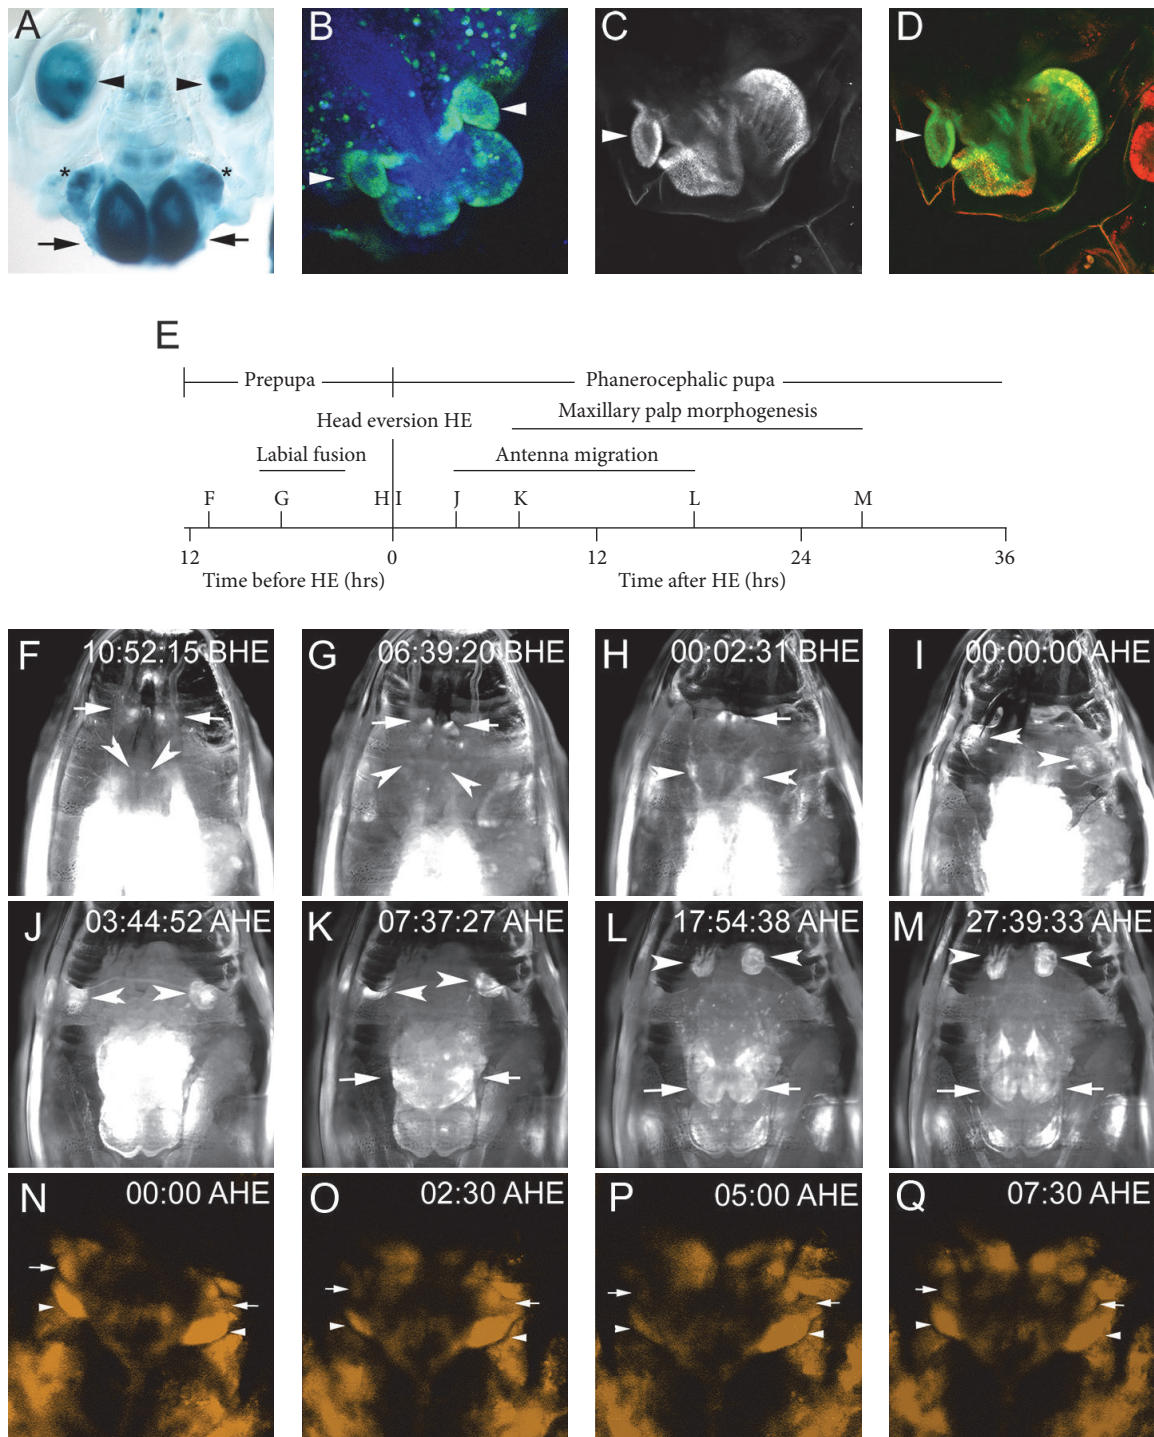 A
B
C
D
*
*
E
Prepupa
Phanerocephalic pupa
Head eversion HE
Maxillary palp morphogenesis
Labial fusion
Antenna migration
F G H I J K L M
12 0 12 24 36
Time before HE (hrs) Time after HE (hrs)
F 10:52:15 BHE
G 06:39:20 BHE
H 00:02:31 BHE
I 00:00:00 AHE
J 03:44:52 AHE
K 07:37:27 AHE
L 17:54:38 AHE
M 27:39:33 AHE
N 00:00 AHE
O 02:30 AHE
P 05:00 AHE
Q 07:30 AHE